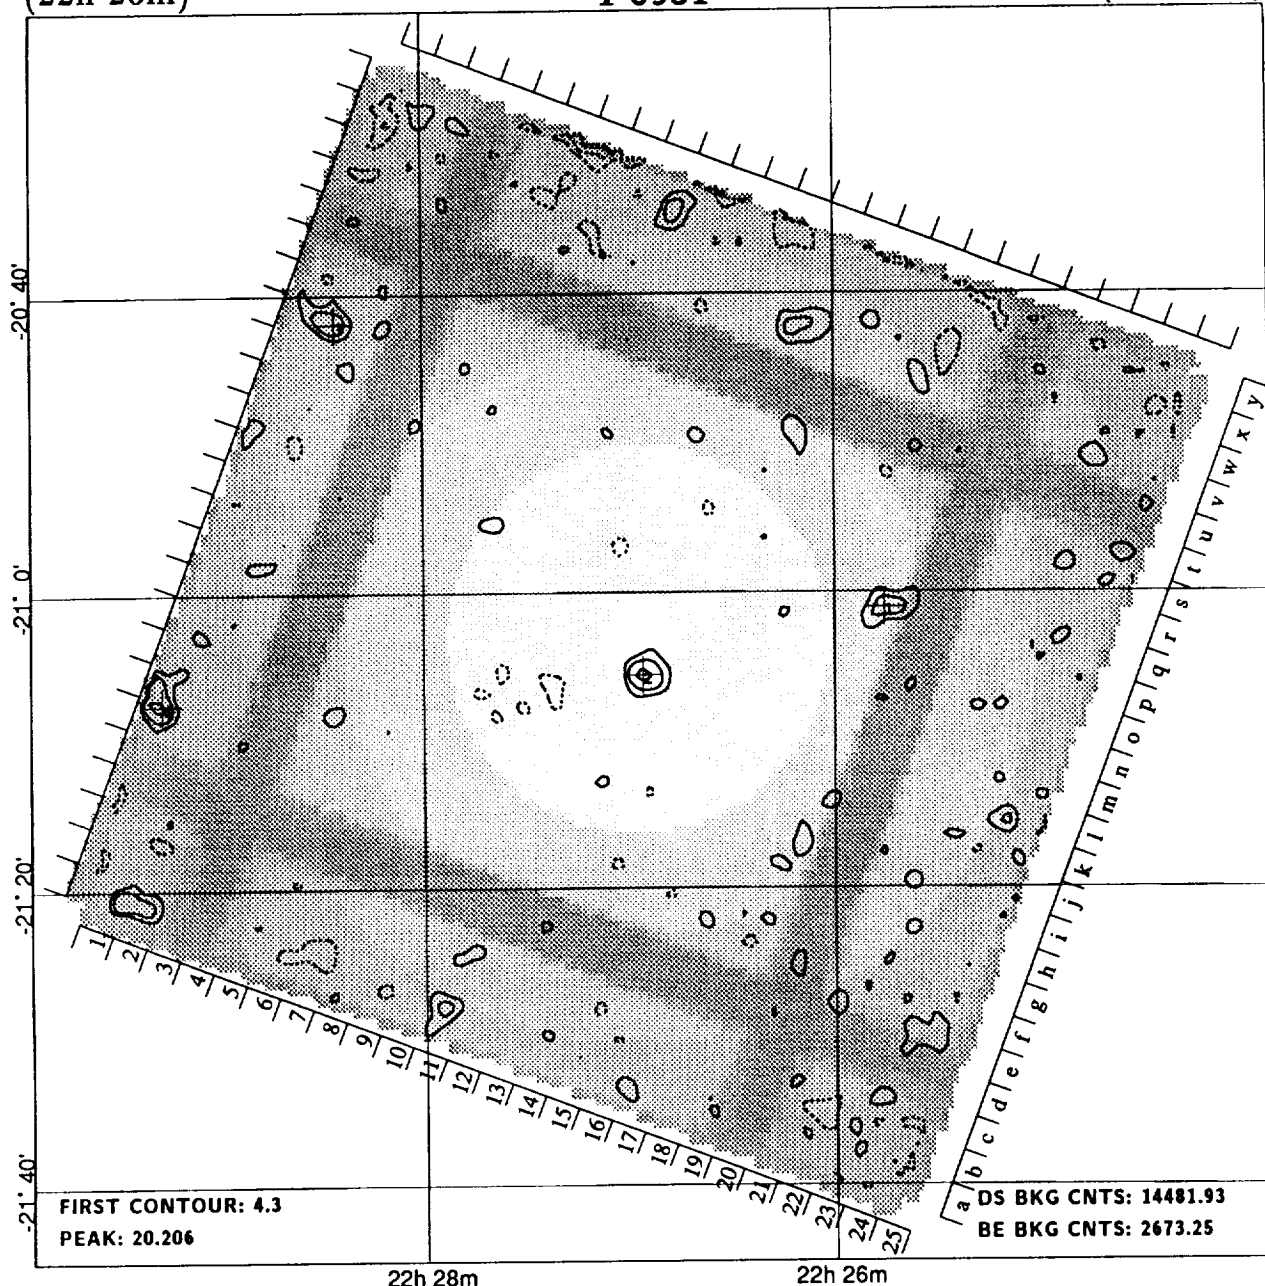 -20° 40'
-21° 0'
-21° 20'
-21° 40'
1 2 3 4 5 6 7 8 9 10 11 12 13 14 15 16 17 18 19 20 21 22 23 24 25
a b c d e f g h i j k l m n o p q r s t u v w x y
FIRST CONTOUR: 4.3
PEAK: 20.206
DS BKG CNTS: 14481.93
BE BKG CNTS: 2673.25
22h 28m
22h 26m